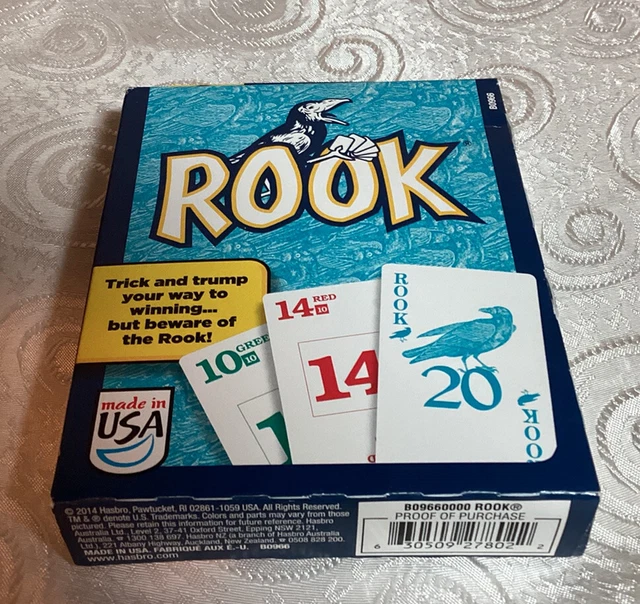 B0966
ROOK
Trick and trump
your way to
winning...
but beware of
the Rook!
10 GREE
10
14 RED
10
14
1
ROOK
20
ROOK
made in
USA
© 2014 Hasbro, Pawtucket, RI 02861-1059 USA. All Rights Reserved.
TM & ® denote U.S. Trademarks. Colors and parts may vary from those
pictured. Please retain this information for future reference. Hasbro
Australia Ltd., Level 2, 37-41 Oxford Street, Epping NSW 2121,
Australia. ☎ 1300 138 697. Hasbro NZ (a branch of Hasbro Australia
Ltd.), 221 Albany Highway, Auckland, New Zealand. ☎ 0508 828 200.
MADE IN USA. FABRIQUÉ AUX É.-U. B0966
www.hasbro.com
B09660000 ROOK®
PROOF OF PURCHASE
6 30509 27802 2